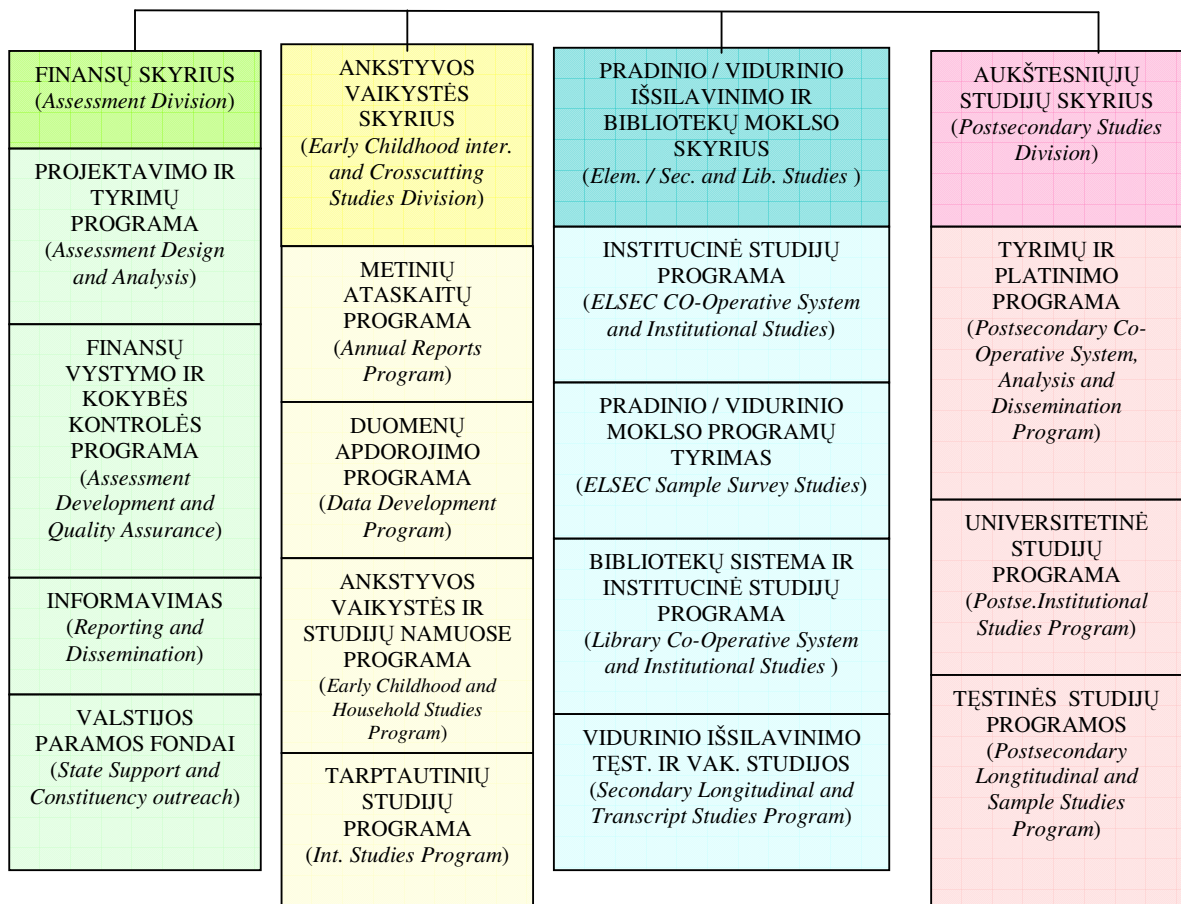 FINANSŲ SKYRIUS
(Assessment Division)
PROJEKTAVIMO IR
TYRIMŲ
PROGRAMA
(Assessment Design
and Analysis)
FINANSŲ
VYSTYMO IR
KOKYBĖS
KONTROLĖS
PROGRAMA
(Assessment
Development and
Quality Assurance)
INFORMAVIMAS
(Reporting and
Dissemination)
VALSTIJOS
PARAMOS FONDAI
(State Support and
Constituency outreach)
ANKSTYVOS
VAIKYSTĖS
SKYRIUS
(Early Childhood inter.
and Crosscutting
Studies Division)
METINIŲ
ATASKAITŲ
PROGRAMA
(Annual Reports
Program)
DUOMENŲ
APDOROJIMO
PROGRAMA
(Data Development
Program)
ANKSTYVOS
VAIKYSTĖS IR
STUDIJŲ NAMUOSE
PROGRAMA
(Early Childhood and
Household Studies
Program)
TARPTAUTINIŲ
STUDIJŲ
PROGRAMA
(Int. Studies Program)
PRADINIO / VIDURINIO
IŠSILAVINIMO IR
BIBLIOTEKŲ MOKLSO
SKYRIUS
(Elem. / Sec. and Lib. Studies )
INSTITUCINĖ STUDIJŲ
PROGRAMA
(ELSEC CO-Operative System
and Institutional Studies)
PRADINIO / VIDURINIO
MOKLSO PROGRAMŲ
TYRIMAS
(ELSEC Sample Survey Studies)
BIBLIOTEKŲ SISTEMA IR
INSTITUCINĖ STUDIJŲ
PROGRAMA
(Library Co-Operative System
and Institutional Studies )
VIDURINIO IŠSILAVINIMO
TĘST. IR VAK. STUDIJOS
(Secondary Longitudinal and
Transcript Studies Program)
AUKŠTESNIŲJŲ
STUDIJŲ SKYRIUS
(Postsecondary Studies
Division)
TYRIMŲ IR
PLATINIMO
PROGRAMA
(Postsecondary Co-
Operative System,
Analysis and
Dissemination
Program)
UNIVERSITETINĖ
STUDIJŲ
PROGRAMA
(Postse.Institutional
Studies Program)
TĘSTINĖS STUDIJŲ
PROGRAMOS
(Postsecondary
Longtitudinal and
Sample Studies
Program)